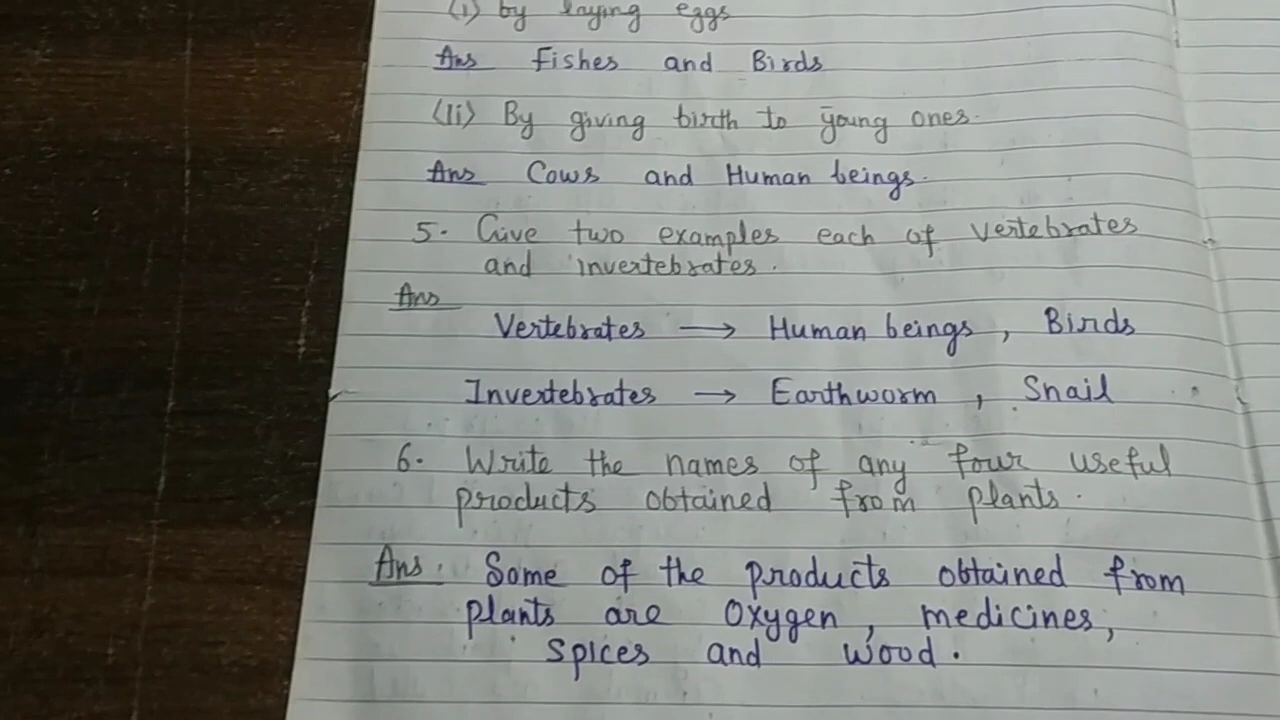 (i) by laying eggs
Ans Fishes and Birds
(ii) By giving birth to young ones.
Ans Cows and Human beings.
5. Give two examples each of vertebrates
and invertebrates.
Ans
Vertebrates → Human beings, Birds
Invertebrates → Earthworm, Snail
6. Write the names of any four useful
products obtained from plants.
Ans. Some of the products obtained from
plants are Oxygen, medicines,
spices and wood.